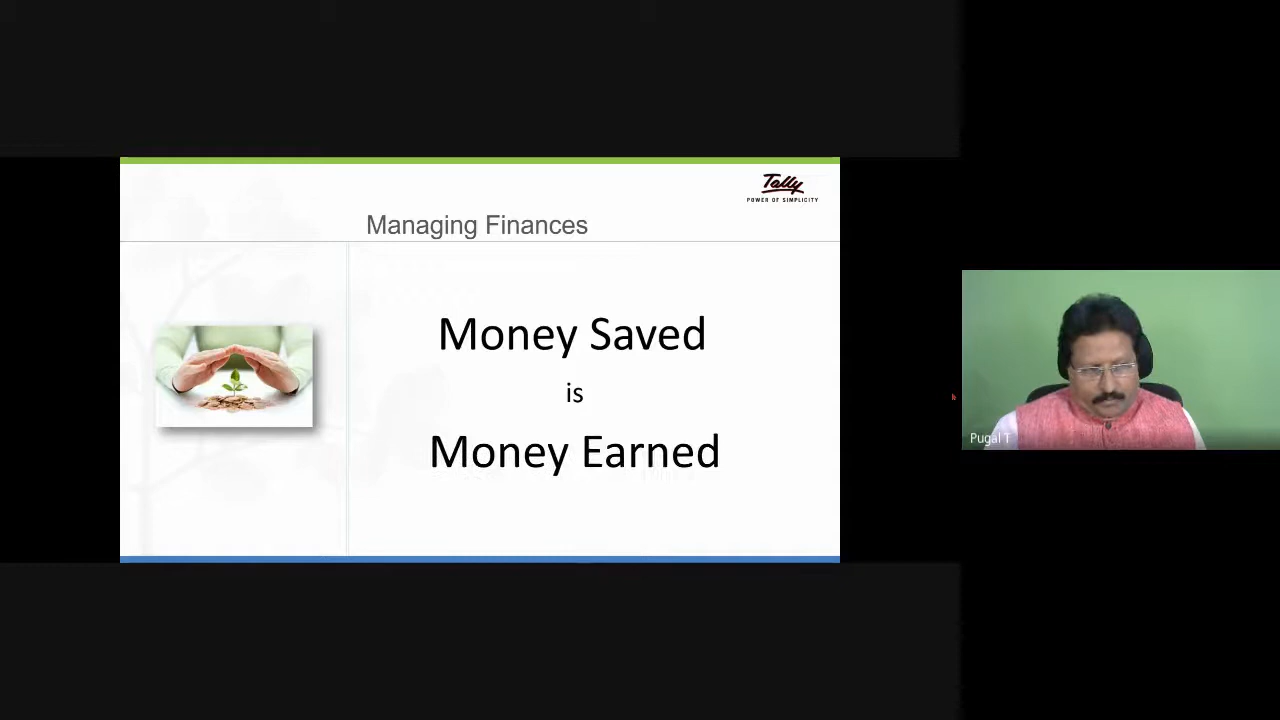 Tally
POWER OF SIMPLICITY
Managing Finances
Money Saved
is
Money Earned
Pugal T